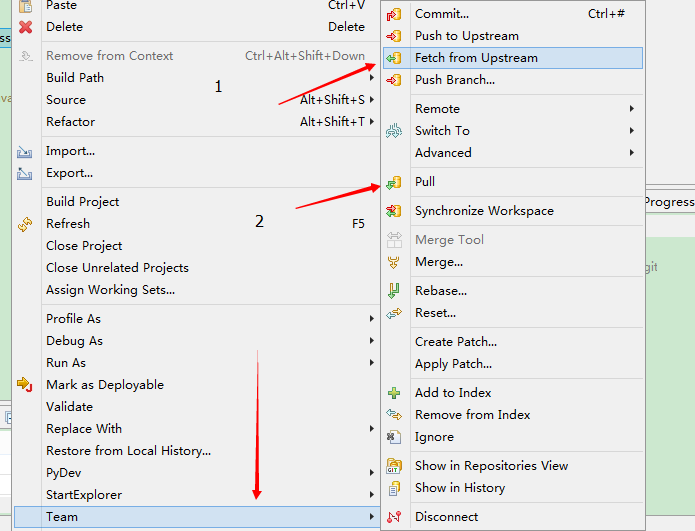 Paste Ctrl+V
Delete Delete
Remove from Context Ctrl+Alt+Shift+Down
Build Path
1
Source Alt+Shift+S
Refactor Alt+Shift+T
Import...
Export...
Build Project
2
Refresh F5
Close Project
Close Unrelated Projects
Assign Working Sets...
Profile As
Debug As
Run As
Mark as Deployable
Validate
Replace With
Restore from Local History...
PyDev
StartExplorer
Team
Commit... Ctrl+#
Push to Upstream
Fetch from Upstream
Push Branch...
Remote
Switch To
Advanced
Pull
Synchronize Workspace
Merge Tool
Merge...
Rebase...
Reset...
Create Patch...
Apply Patch...
Add to Index
Remove from Index
Ignore
GIT
Show in Repositories View
Show in History
Disconnect
Progress
git